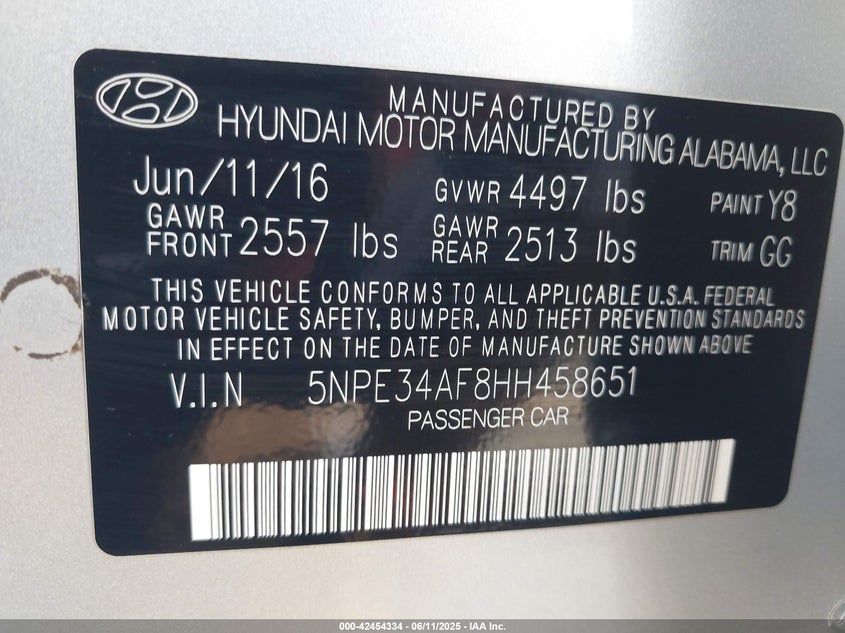 MANUFACTURED BY
HYUNDAI MOTOR MANUFACTURING ALABAMA, LLC
Jun/11/16 GVWR 4497 lbs PAINT Y8
GAWR FRONT 2557 lbs GAWR REAR 2513 lbs TRIM GG
THIS VEHICLE CONFORMS TO ALL APPLICABLE U.S.A. FEDERAL
MOTOR VEHICLE SAFETY, BUMPER, AND THEFT PREVENTION STANDARDS
IN EFFECT ON THE DATE OF MANUFACTURE SHOWN ABOVE
V.I.N 5NPE34AF8HH458651
PASSENGER CAR
000-42454334 - 06/11/2025 - IAA Inc.